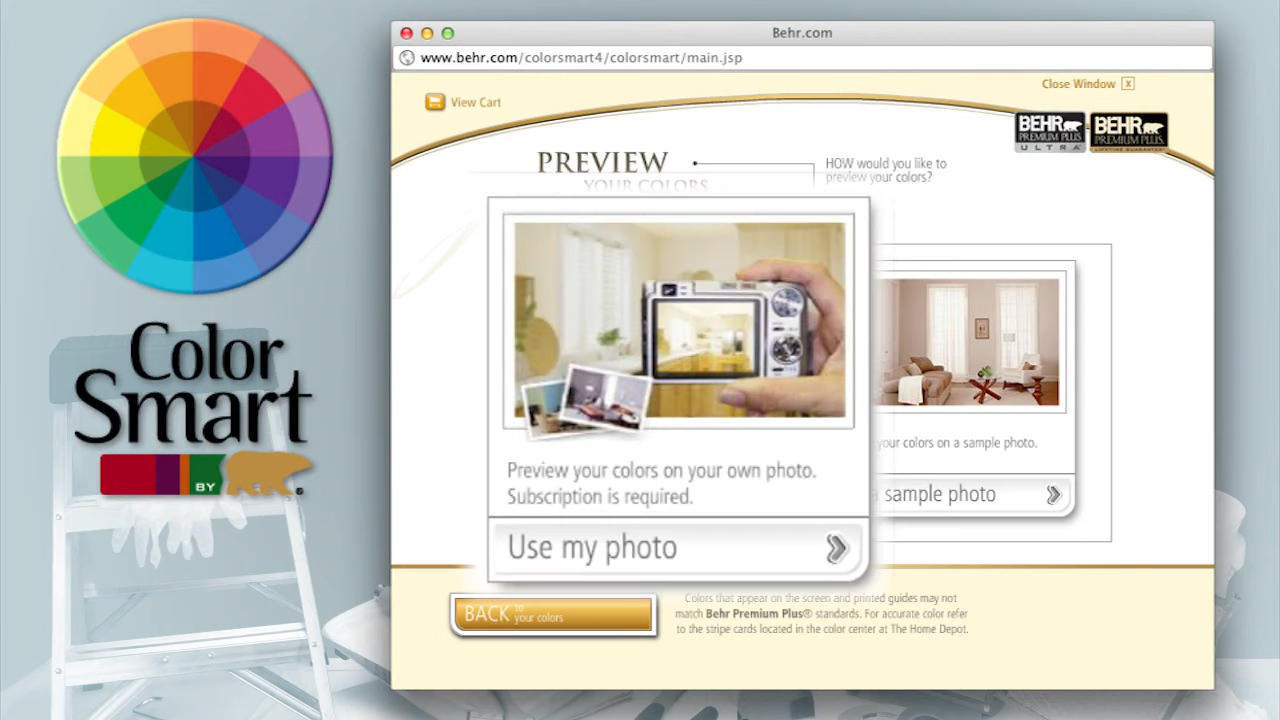 Behr.com
www.behr.com/colorsmart4/colorsmart/main.jsp
Close Window x
View Cart
BEHR
PREMIUM PLUS
ULTRA
BEHR
PREMIUM PLUS
LIFETIME GUARANTEE!
PREVIEW
YOUR COLORS
HOW would you like to
preview your colors?
Color
Smart
BY
Preview your colors on your own photo.
Subscription is required.
Use my photo
your colors on a sample photo.
a sample photo
BACK to
your colors
Colors that appear on the screen and printed guides may not
match Behr Premium Plus® standards. For accurate color refer
to the stripe cards located in the color center at The Home Depot.